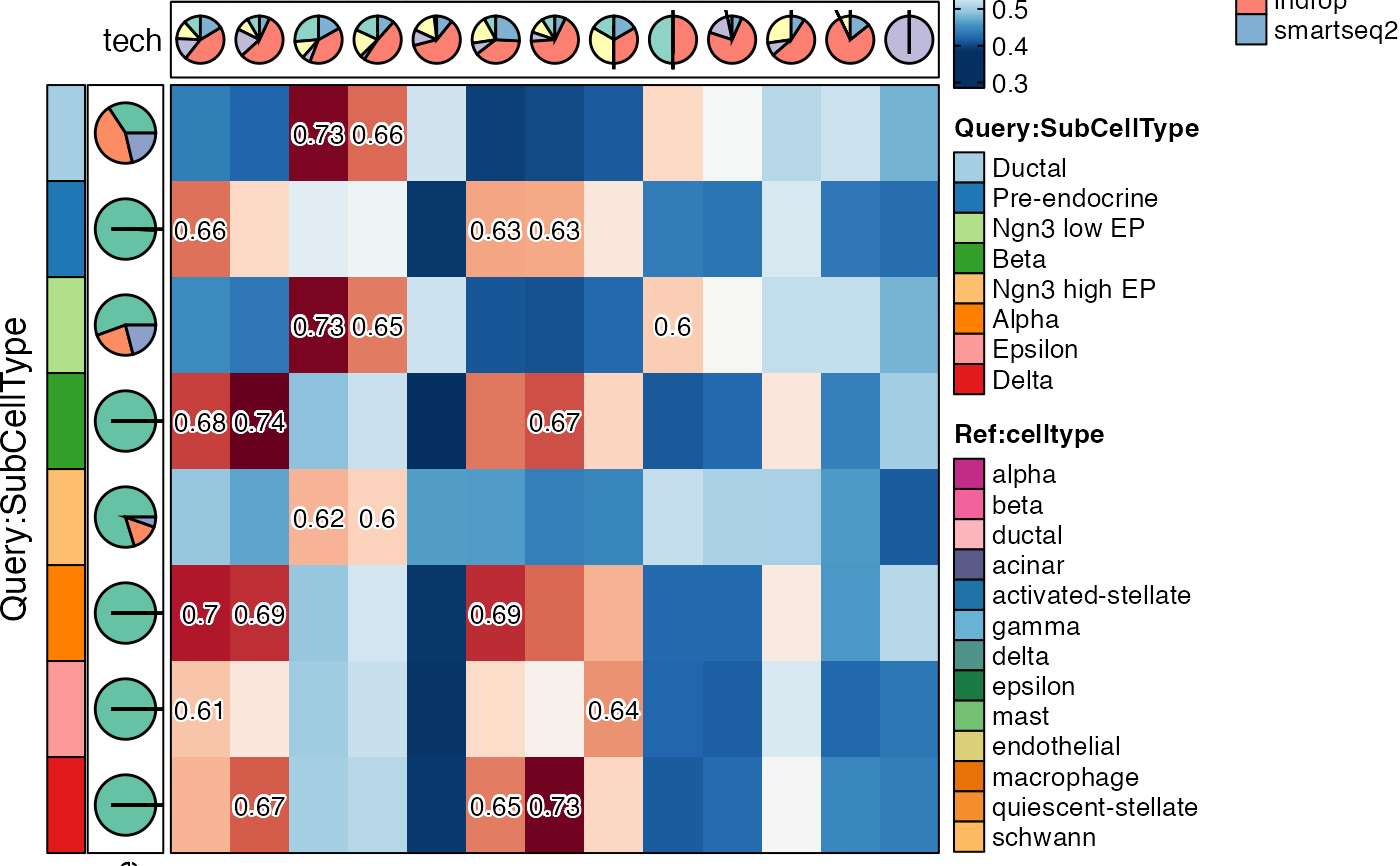 tech
0.73 0.66
0.66 0.63 0.63
0.73 0.65 0.6
0.68 0.74 0.67
0.62 0.6
0.7 0.69 0.69
0.61 0.64
0.67 0.65 0.73
Query:SubCellType
0.5
0.4
0.3
indrop
smartseq2
Query:SubCellType
Ductal
Pre-endocrine
Ngn3 low EP
Beta
Ngn3 high EP
Alpha
Epsilon
Delta
Ref:celltype
alpha
beta
ductal
acinar
activated-stellate
gamma
delta
epsilon
mast
endothelial
macrophage
quiescent-stellate
schwann